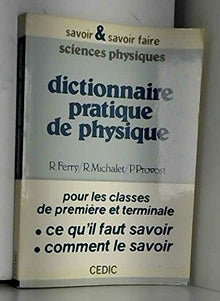 savoir & savoir faire
sciences physiques
dictionnaire
pratique
de physique
R.Ferry/R.Michalet/P.Provost
pour les classes
de première et terminale
• ce qu'il faut savoir
• comment le savoir
CEDIC